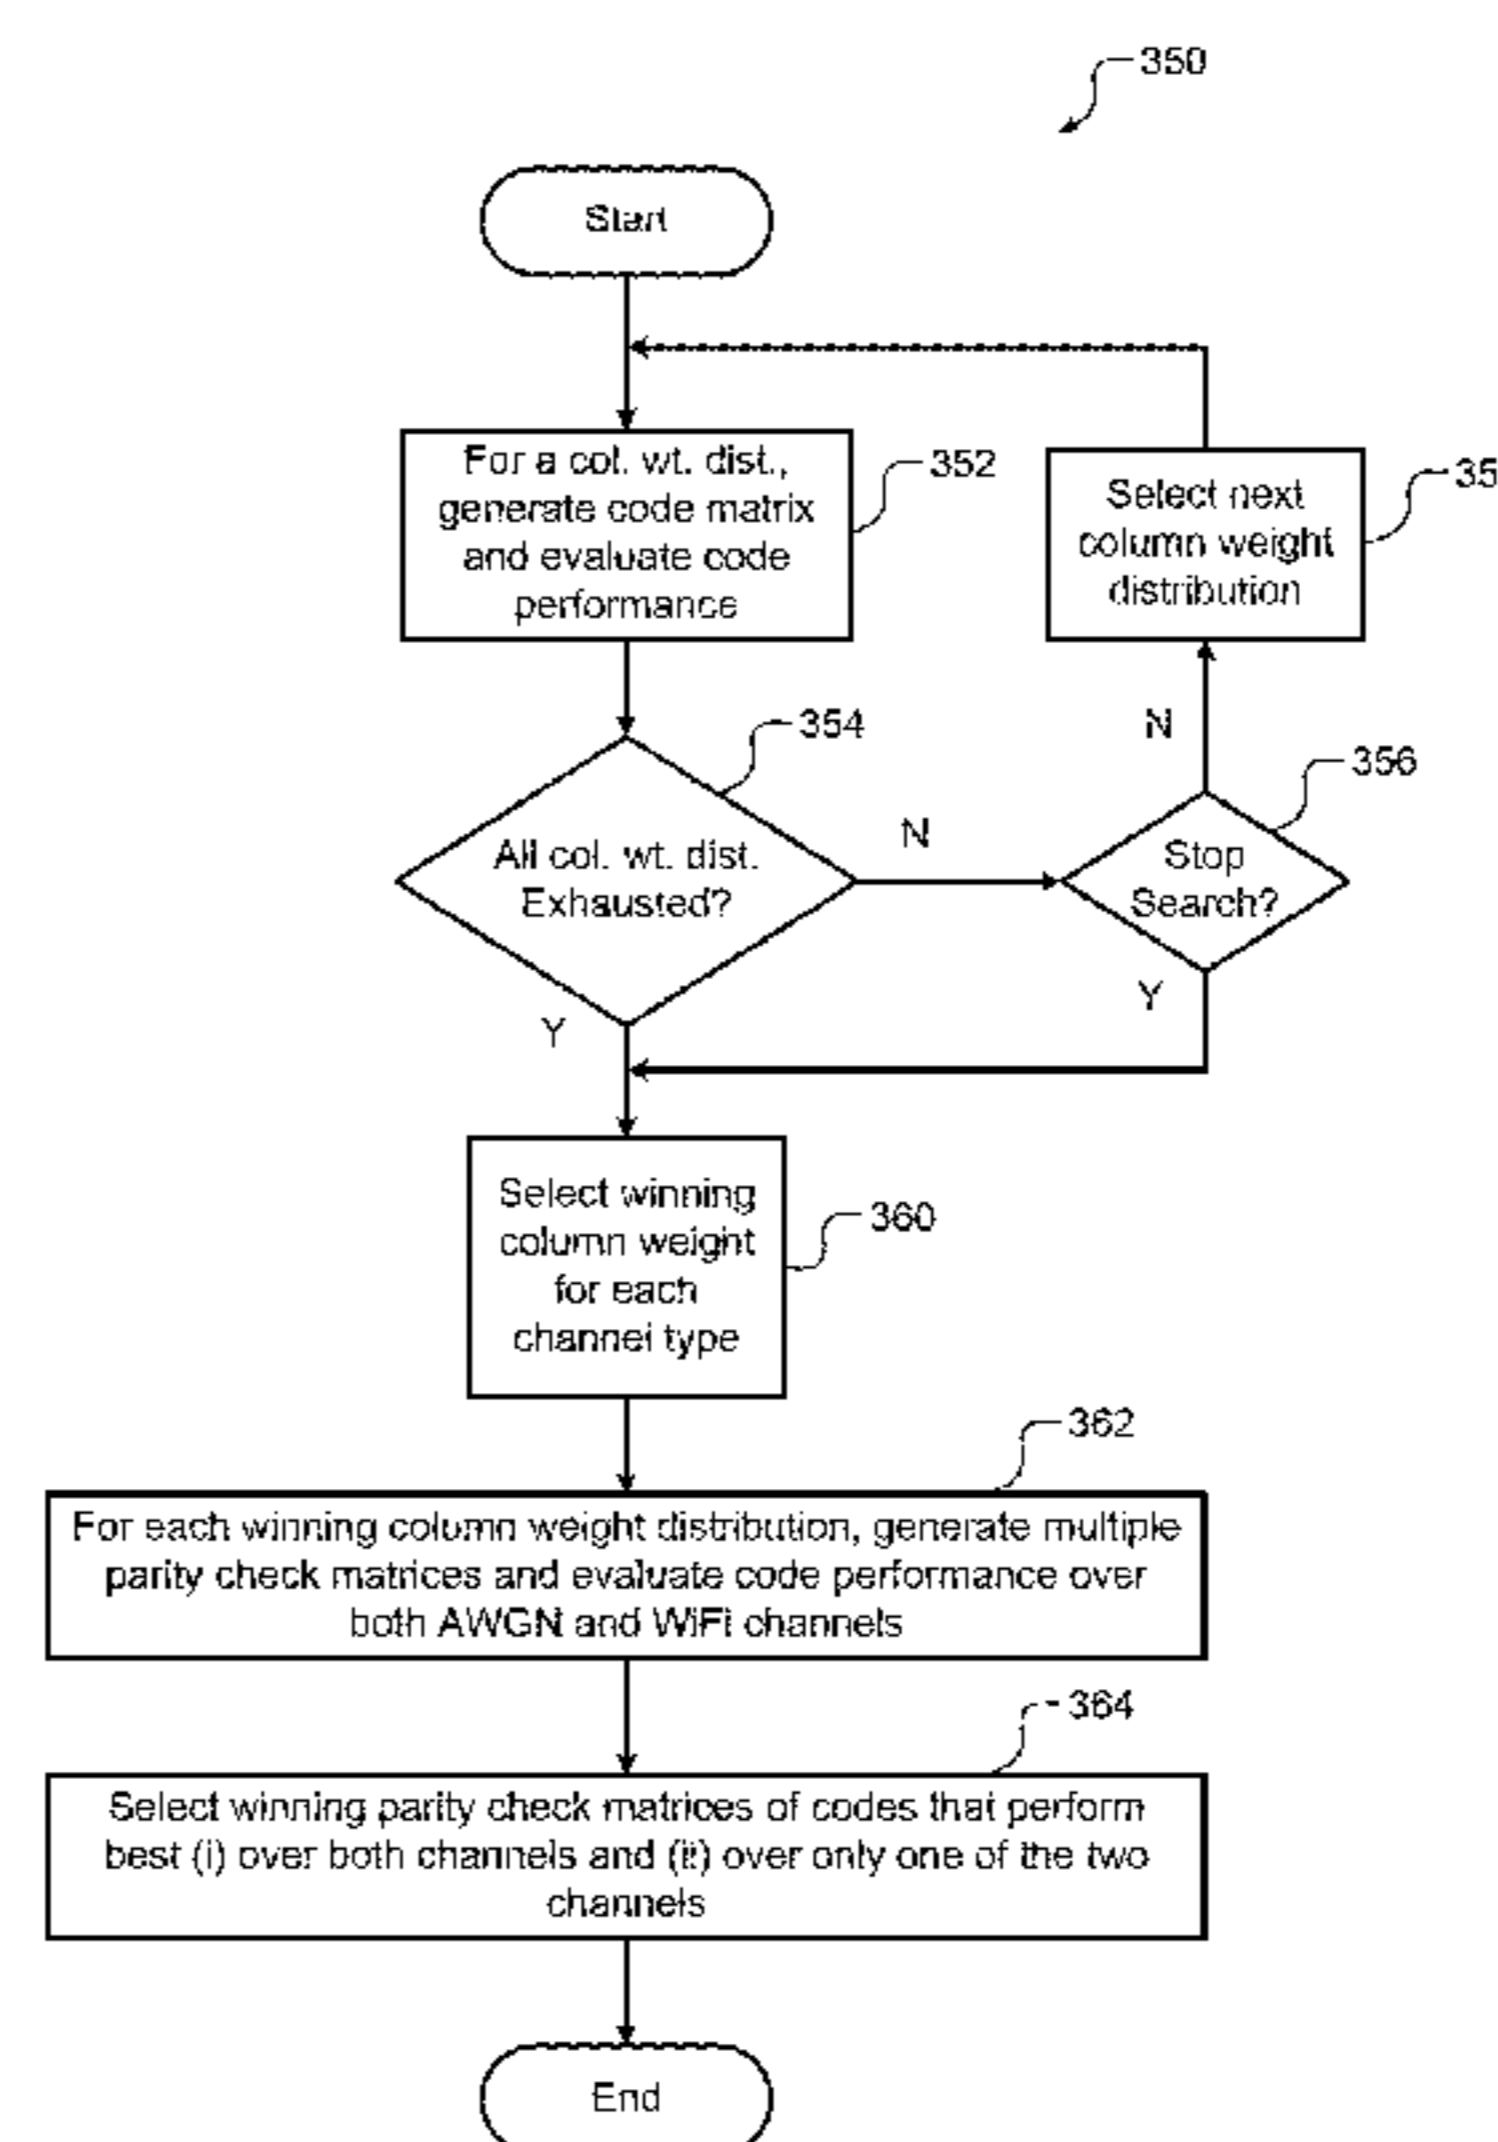 350
Start
For a col. wt. dist.,
generate code matrix
and evaluate code
performance
352
Select next
column weight
distribution
35
354
All col. wt. dist.
Exhausted?
N
N
356
Stop
Search?
Y
Y
Select winning
column weight
for each
channel type
360
362
For each winning column weight distribution, generate multiple
parity check matrices and evaluate code performance over
both AWGN and WiFi channels
364
Select winning parity check matrices of codes that perform
best (i) over both channels and (ii) over only one of the two
channels
End